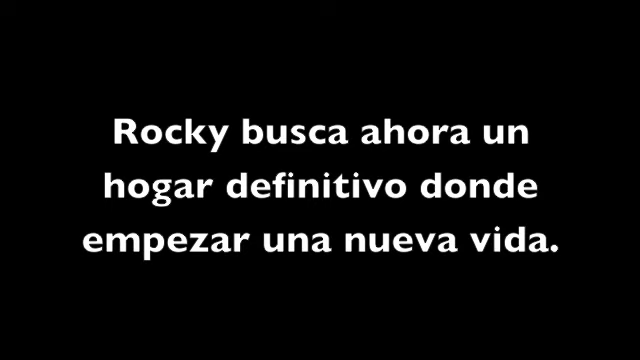 Rocky busca ahora un
hogar definitivo donde
empezar una nueva vida.